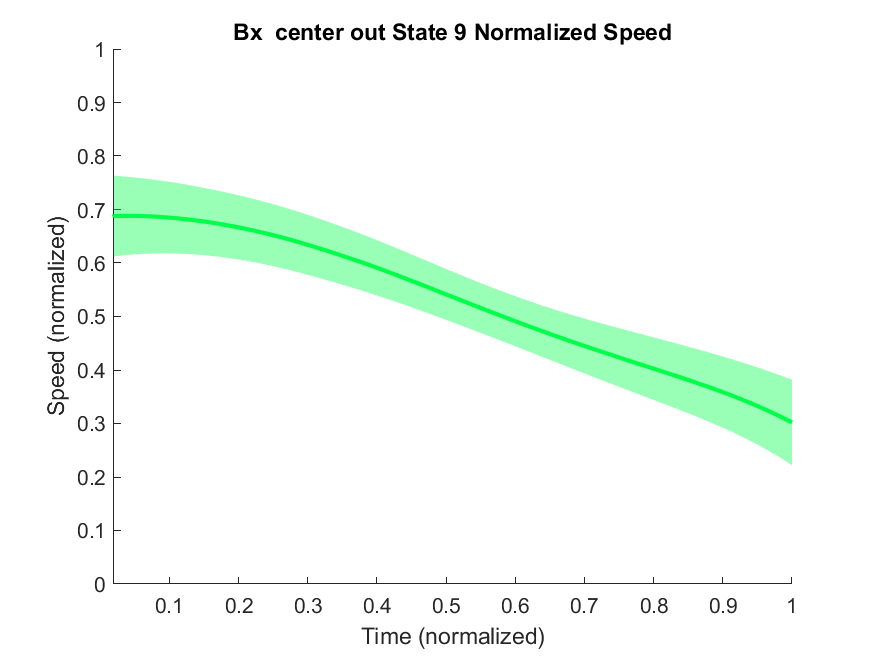 Bx  center out State 9 Normalized Speed
1
0.9
0.8
0.7
0.6
0.5
0.4
0.3
0.2
0.1
0
Speed (normalized)
0.1 0.2 0.3 0.4 0.5 0.6 0.7 0.8 0.9 1
Time (normalized)